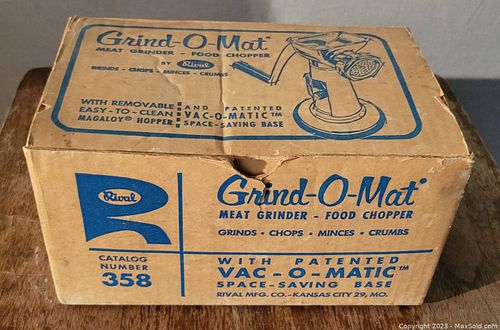 Grind-O-Mat®
MEAT GRINDER - FOOD CHOPPER
BY Rival
GRINDS • CHOPS • MINCES • CRUMBS
WITH REMOVABLE
EASY-TO-CLEAN
MAGALOY® HOPPER
AND PATENTED
VAC-O-MATIC™
SPACE-SAVING BASE
Rival
CATALOG
NUMBER
358
Grind-O-Mat®
MEAT GRINDER - FOOD CHOPPER
GRINDS • CHOPS • MINCES • CRUMBS
WITH PATENTED
VAC-O-MATIC™
SPACE-SAVING BASE
RIVAL MFG. CO.-KANSAS CITY 29, MO.
Copyright 2023 - MaxSold.com